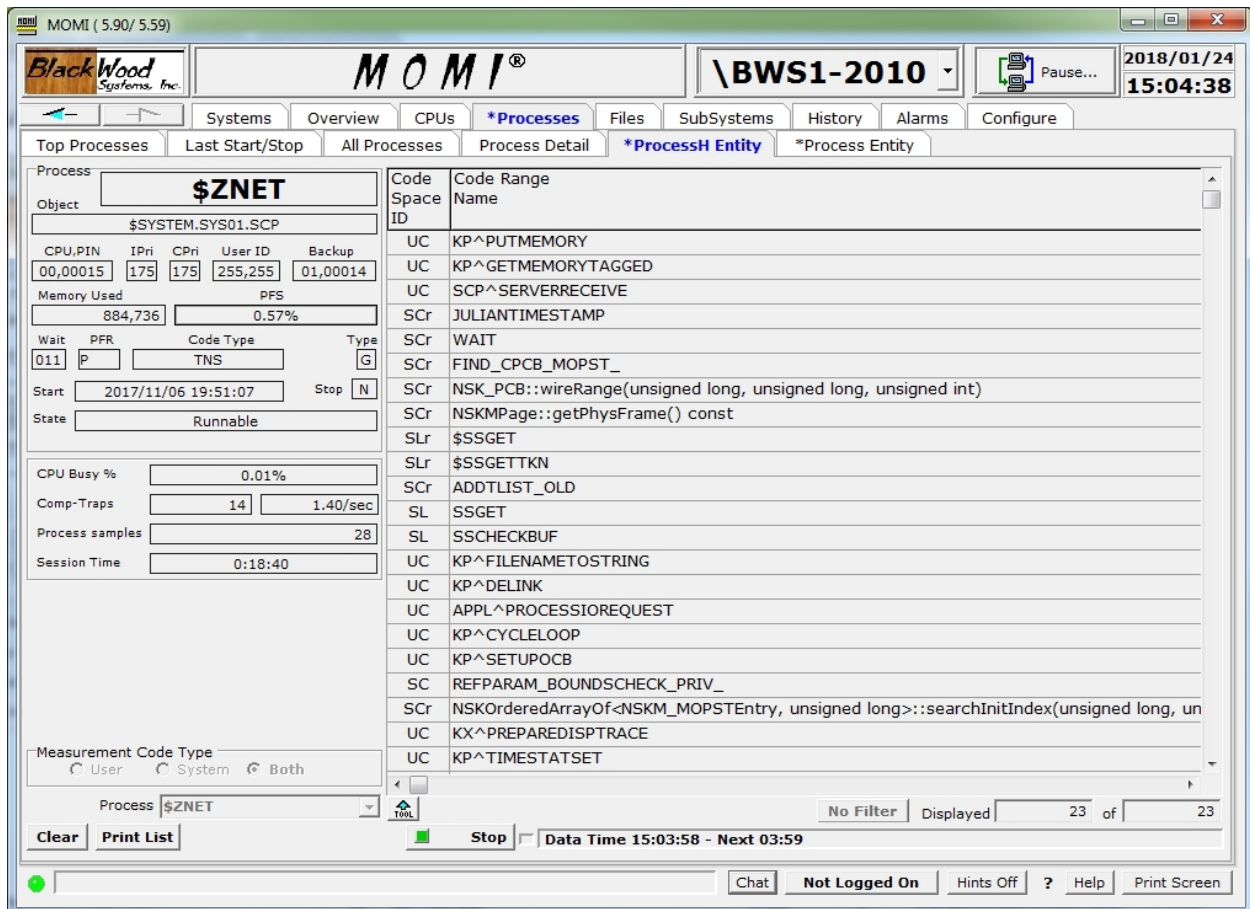 MOMI ( 5.90/ 5.59)
BlackWood Systems, Inc.
MOMI®
\BWS1-2010
Pause...
2018/01/24
15:04:38
Systems Overview CPUs *Processes Files SubSystems History Alarms Configure
Top Processes Last Start/Stop All Processes Process Detail *ProcessH Entity *Process Entity
Process
$ZNET
Object
$SYSTEM.SYS01.SCP
CPU,PIN IPri CPri User ID Backup
00,00015 175 175 255,255 01,00014
Memory Used PFS
884,736 0.57%
Wait PFR Code Type Type
011 P TNS G
Start 2017/11/06 19:51:07 Stop N
State Runnable
CPU Busy % 0.01%
Comp-Traps 14 1.40/sec
Process samples 28
Session Time 0:18:40
Measurement Code Type
User System Both
Process $ZNET
Clear Print List
Code Space ID Code Range Name
UC KP^PUTMEMORY
UC KP^GETMEMORYTAGGED
UC SCP^SERVERRECEIVE
SCr JULIANTIMESTAMP
SCr WAIT
SCr FIND_CPCB_MOPST_
SCr NSK_PCB::wireRange(unsigned long, unsigned long, unsigned int)
SCr NSKMPage::getPhysFrame() const
SLr $SSGET
SLr $SSGETTKN
SCr ADDTLIST_OLD
SL SSGET
SL SSCHECKBUF
UC KP^FILENAMETOSTRING
UC KP^DELINK
UC APPL^PROCESSIOREQUEST
UC KP^CYCLELOOP
UC KP^SETUPOCB
SC REFPARAM_BOUNDSCHECK_PRIV_
SCr NSKOrderedArrayOf<NSKM_MOPSTEntry, unsigned long>::searchInitIndex(unsigned long, un
UC KX^PREPAREDISPTRACE
UC KP^TIMESTATSET
TOOL
No Filter Displayed 23 of 23
Stop Data Time 15:03:58 - Next 03:59
Chat Not Logged On Hints Off ? Help Print Screen